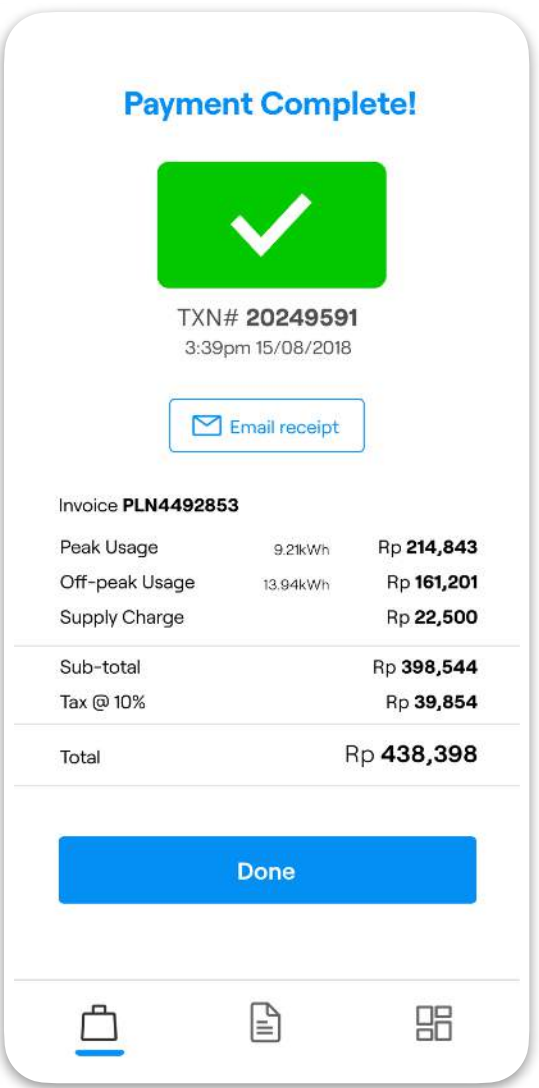 Payment Complete!
TXN# 20249591
3:39pm 15/08/2018
Email receipt
Invoice PLN4492853
Peak Usage 9.21kWh Rp 214,843
Off-peak Usage 13.94kWh Rp 161,201
Supply Charge Rp 22,500
Sub-total Rp 398,544
Tax @ 10% Rp 39,854
Total Rp 438,398
Done